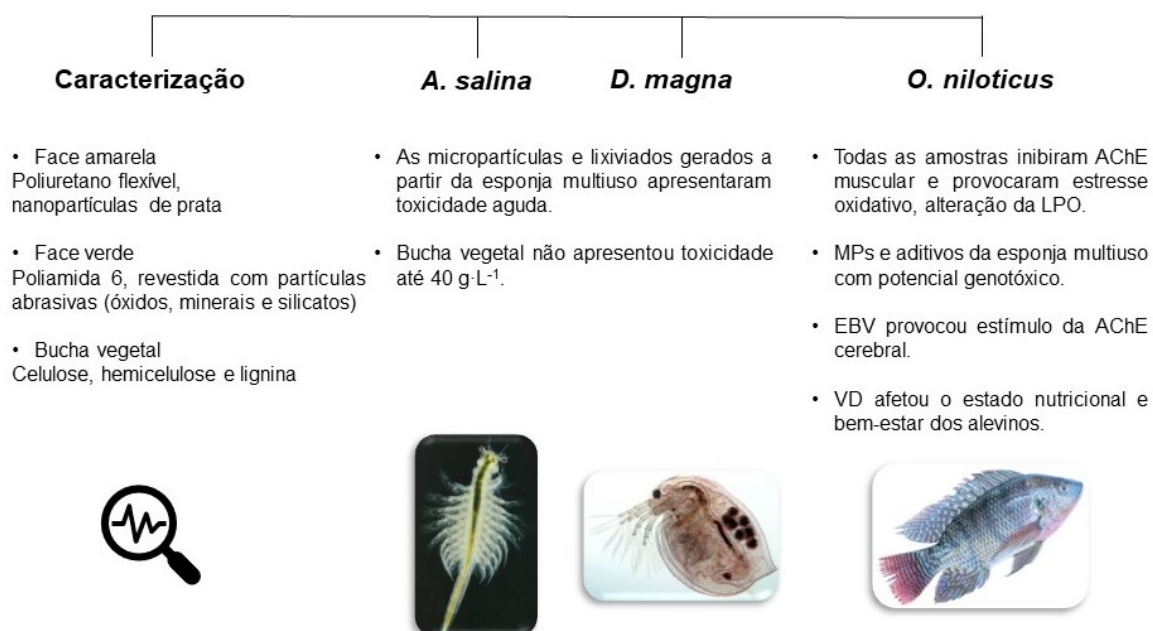 Caracterização
A. salina
D. magna
O. niloticus
• Face amarela
Poliuretano flexível,
nanopartículas de prata
• Face verde
Poliamida 6, revestida com partículas
abrasivas (óxidos, minerais e silicatos)
• Bucha vegetal
Celulose, hemicelulose e lignina
• As micropartículas e lixiviados gerados a
partir da esponja multiuso apresentaram
toxicidade aguda.
• Bucha vegetal não apresentou toxicidade
até 40 g·L⁻¹.
• Todas as amostras inibiram AChE
muscular e provocaram estresse
oxidativo, alteração da LPO.
• MPs e aditivos da esponja multiuso
com potencial genotóxico.
• EBV provocou estímulo da AChE
cerebral.
• VD afetou o estado nutricional e
bem-estar dos alevinos.